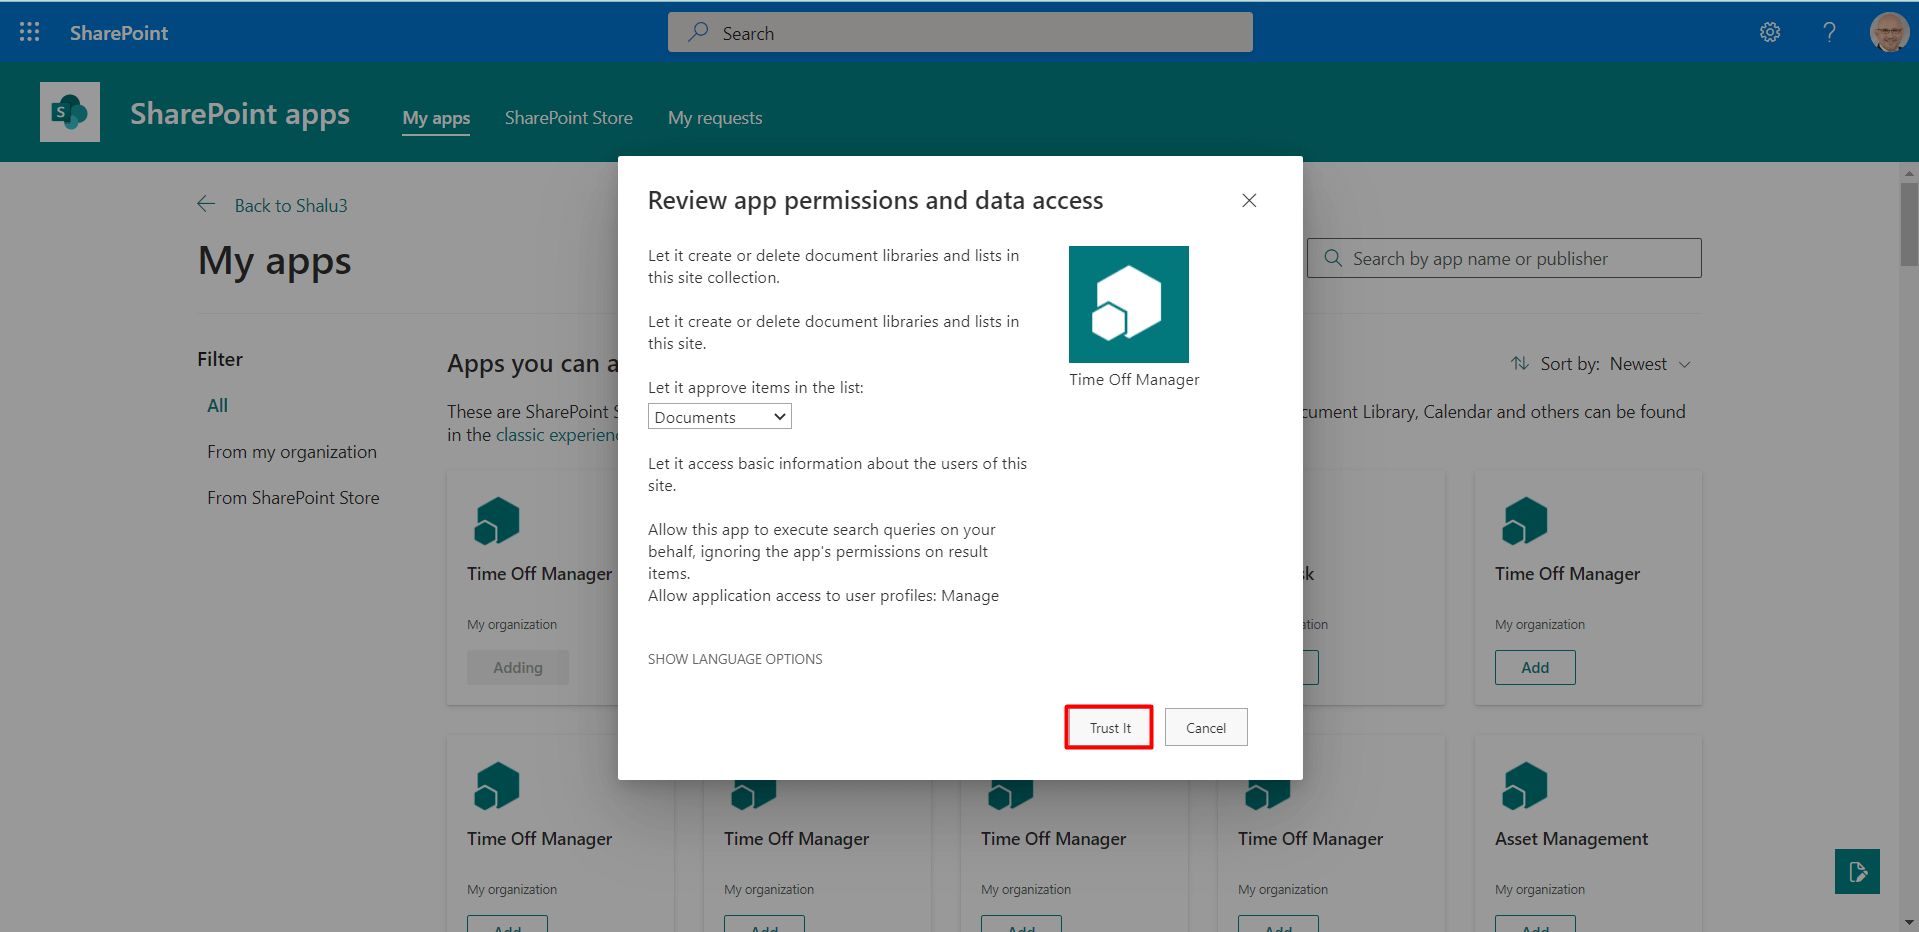 SharePoint
Search
S
SharePoint apps
My apps
SharePoint Store
My requests
Back to Shalu3
My apps
Search by app name or publisher
Filter
All
From my organization
From SharePoint Store
Apps you can a
Sort by: Newest
These are SharePoint S
cument Library, Calendar and others can be found
in the classic experien
Review app permissions and data access
Let it create or delete document libraries and lists in
this site collection.
Let it create or delete document libraries and lists in
this site.
Let it approve items in the list:
Documents
Let it access basic information about the users of this
site.
Allow this app to execute search queries on your
behalf, ignoring the app's permissions on result
items.
Allow application access to user profiles: Manage
SHOW LANGUAGE OPTIONS
Time Off Manager
Trust It
Cancel
Time Off Manager
My organization
Adding
sk
ation
Time Off Manager
My organization
Add
Time Off Manager
My organization
Add
Time Off Manager
My organization
Add
Time Off Manager
My organization
Add
Time Off Manager
My organization
Add
Asset Management
My organization
Add